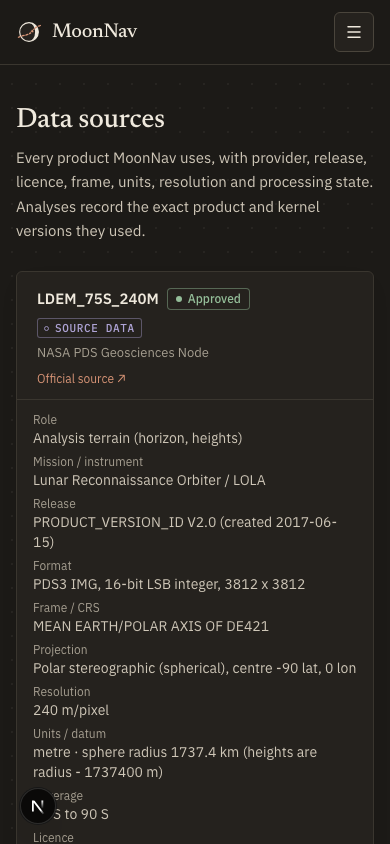 MoonNav
Data sources
Every product MoonNav uses, with provider, release,
licence, frame, units, resolution and processing state.
Analyses record the exact product and kernel
versions they used.
LDEM_75S_240M
Approved
SOURCE DATA
NASA PDS Geosciences Node
Official source ↗
Role
Analysis terrain (horizon, heights)
Mission / instrument
Lunar Reconnaissance Orbiter / LOLA
Release
PRODUCT_VERSION_ID V2.0 (created 2017-06-
15)
Format
PDS3 IMG, 16-bit LSB integer, 3812 x 3812
Frame / CRS
MEAN EARTH/POLAR AXIS OF DE421
Projection
Polar stereographic (spherical), centre -90 lat, 0 lon
Resolution
240 m/pixel
Units / datum
metre · sphere radius 1737.4 km (heights are
radius - 1737400 m)
N
S to 90 S
Licence